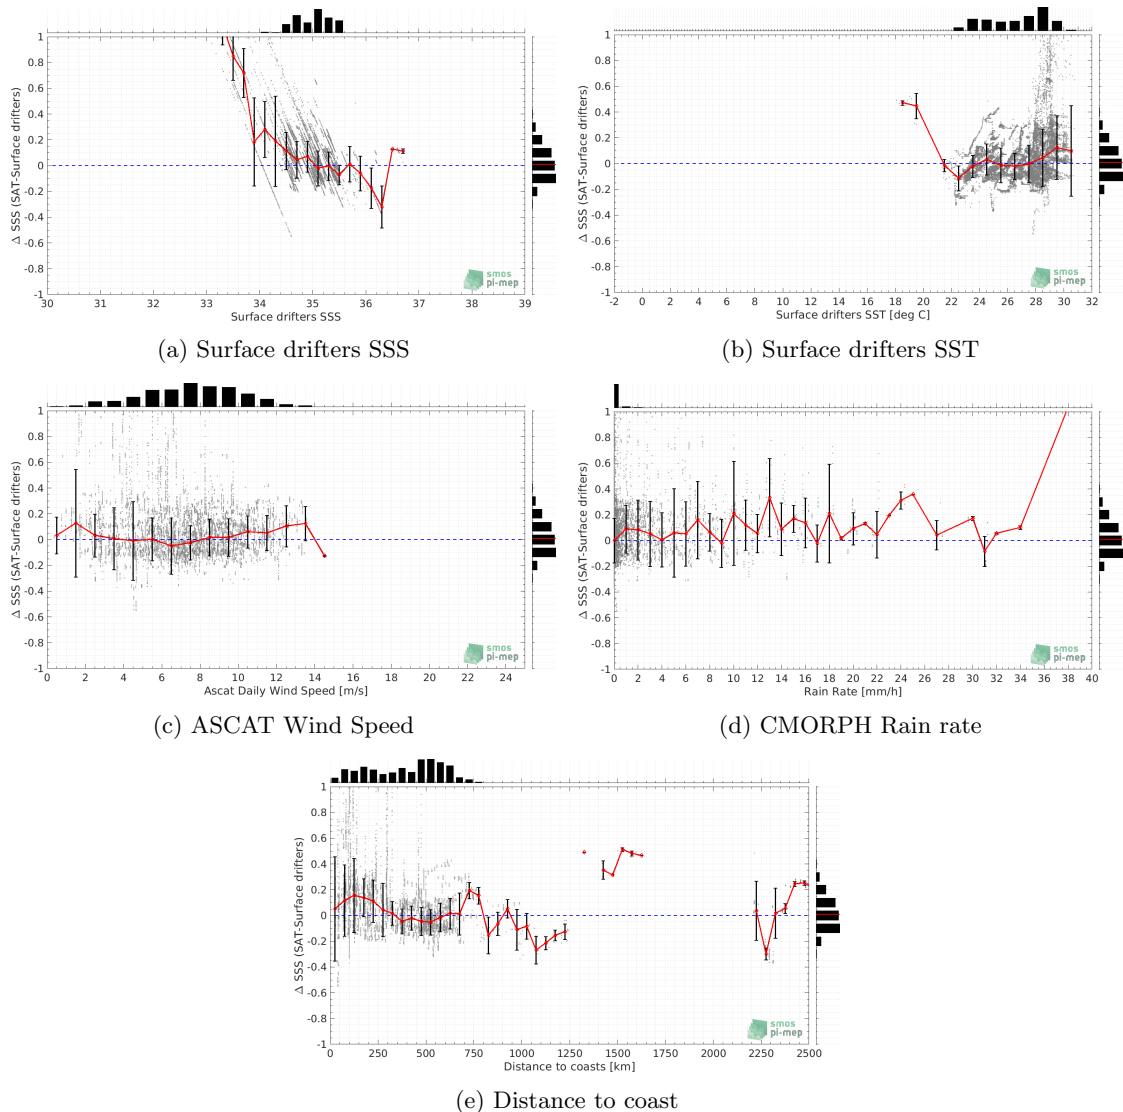 Δ SSS (SAT-Surface drifters)
1
0.8
0.6
0.4
0.2
0
-0.2
-0.4
-0.6
-0.8
-1
30 31 32 33 34 35 36 37 38 39
Surface drifters SSS
smos
pi-mep
(a) Surface drifters SSS
Δ SSS (SAT-Surface drifters)
1
0.8
0.6
0.4
0.2
0
-0.2
-0.4
-0.6
-0.8
-1
-2 0 2 4 6 8 10 12 14 16 18 20 22 24 26 28 30 32
Surface drifters SST [deg C]
smos
pi-mep
(b) Surface drifters SST
Δ SSS (SAT-Surface drifters)
1
0.8
0.6
0.4
0.2
0
-0.2
-0.4
-0.6
-0.8
-1
0 2 4 6 8 10 12 14 16 18 20 22 24
Ascat Daily Wind Speed [m/s]
smos
pi-mep
(c) ASCAT Wind Speed
Δ SSS (SAT-Surface drifters)
1
0.8
0.6
0.4
0.2
0
-0.2
-0.4
-0.6
-0.8
-1
0 2 4 6 8 10 12 14 16 18 20 22 24 26 28 30 32 34 36 38 40
Rain Rate [mm/h]
smos
pi-mep
(d) CMORPH Rain rate
Δ SSS (SAT-Surface drifters)
1
0.8
0.6
0.4
0.2
0
-0.2
-0.4
-0.6
-0.8
-1
0 250 500 750 1000 1250 1500 1750 2000 2250 2500
Distance to coasts [km]
smos
pi-mep
(e) Distance to coast